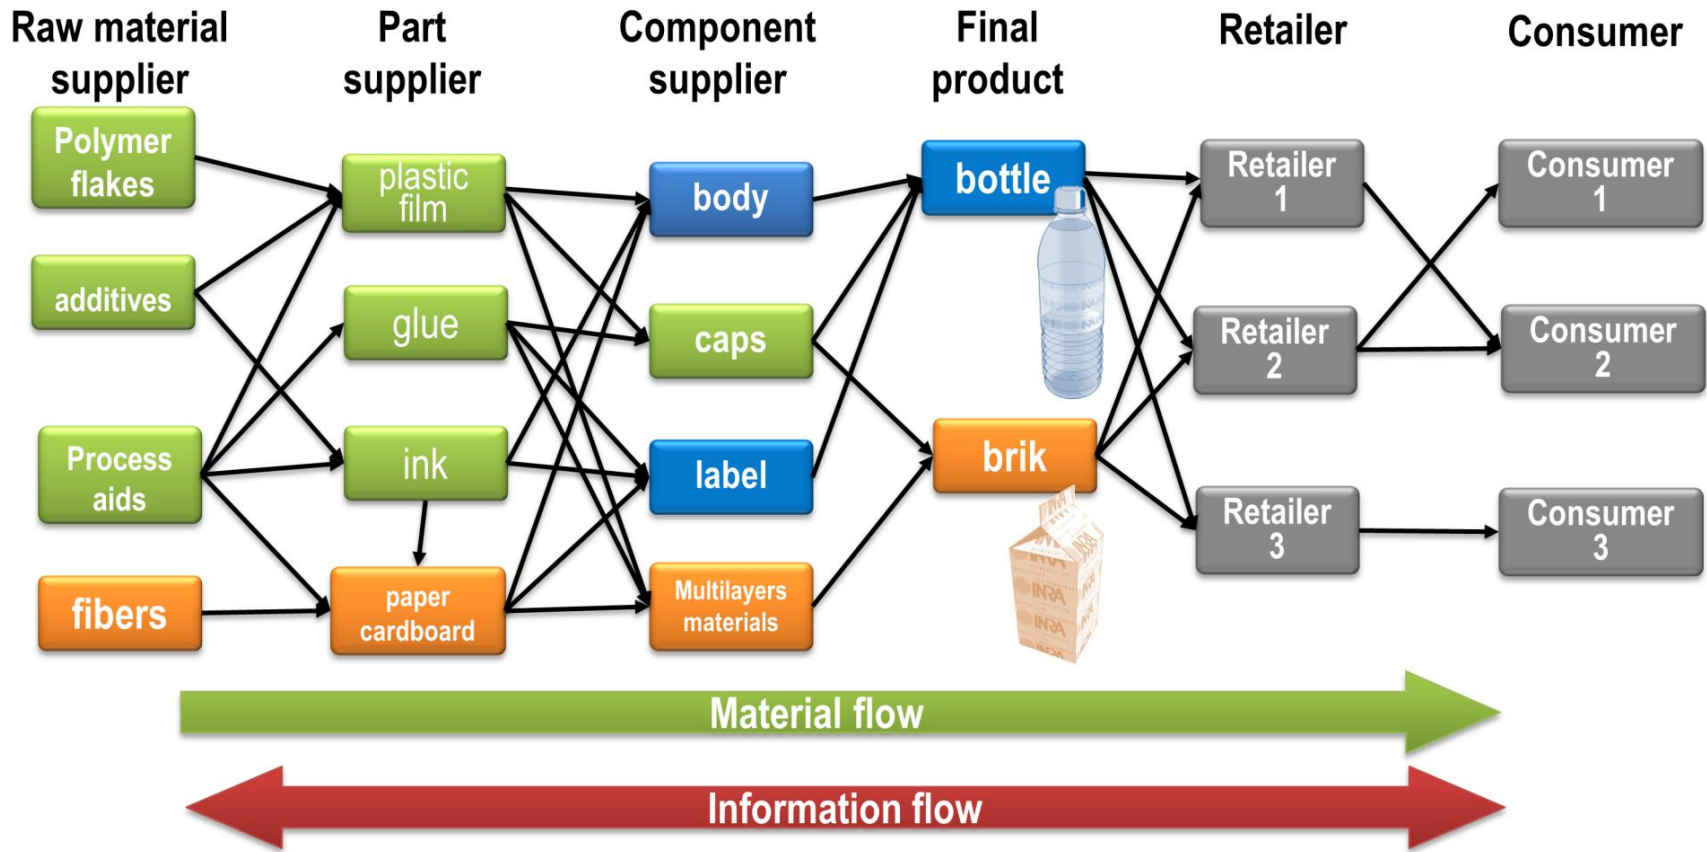 Raw material
supplier
Part
supplier
Component
supplier
Final
product
Retailer
Consumer
Polymer
flakes
additives
Process
aids
fibers
plastic
film
glue
ink
paper
cardboard
body
caps
label
Multilayers
materials
bottle
brik
INRA
Retailer
1
Retailer
2
Retailer
3
Consumer
1
Consumer
2
Consumer
3
Material flow
Information flow